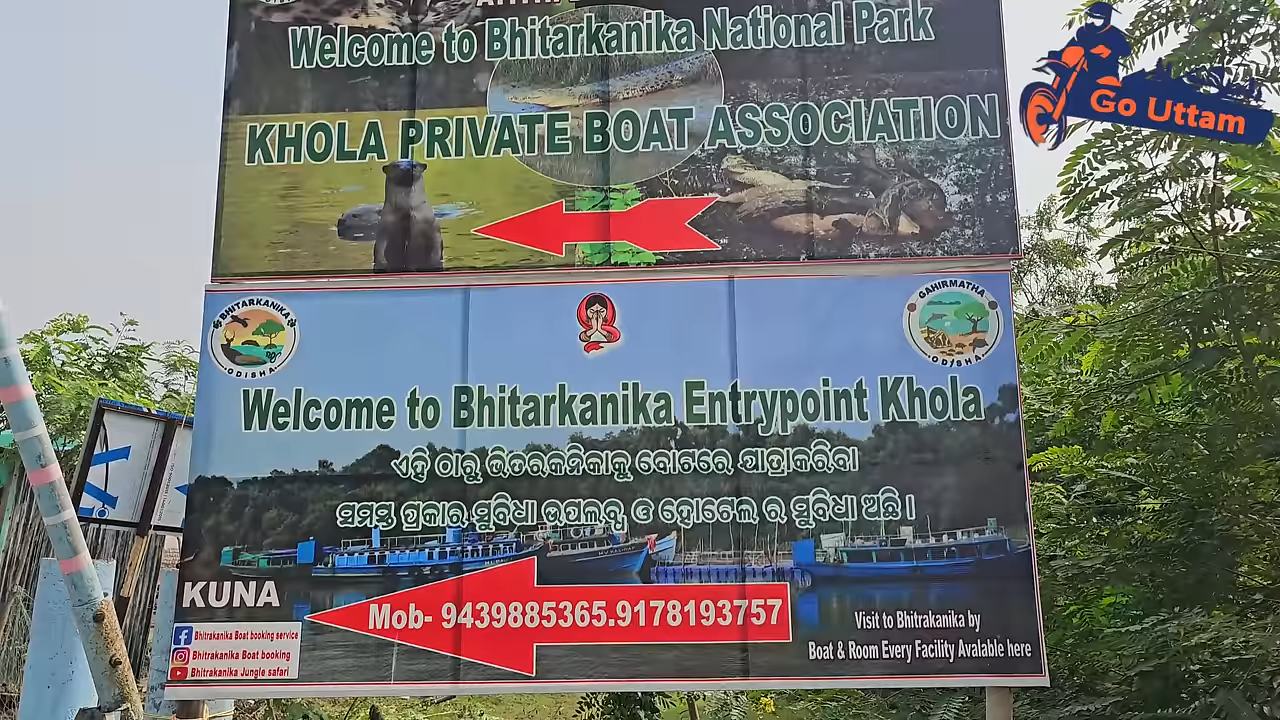 Welcome to Bhitarkanika National Park
KHOLA PRIVATE BOAT ASSOCIATION
Go Uttam
BHITARKANIKA
ODISHA
GAHIRMATHA
ODISHA
Welcome to Bhitarkanika Entrypoint Khola
ଏହି ଠାରୁ ଭିତରକନିକାକୁ ବୋଟରେ ଯାତ୍ରାକରିବା
ସମସ୍ତ ପ୍ରକାର ସୁବିଧା ଉପଲବ୍ଧ ଓ ହୋଟେଲ ର ସୁବିଧା ଅଛି ।
KUNA
Mob- 9439885365.9178193757
Bhitrakanika Boat booking service
Bhitrakanika Boat booking
Bhitrakanika Jungle safari
Visit to Bhitrakanika by
Boat & Room Every Facility Avalable here